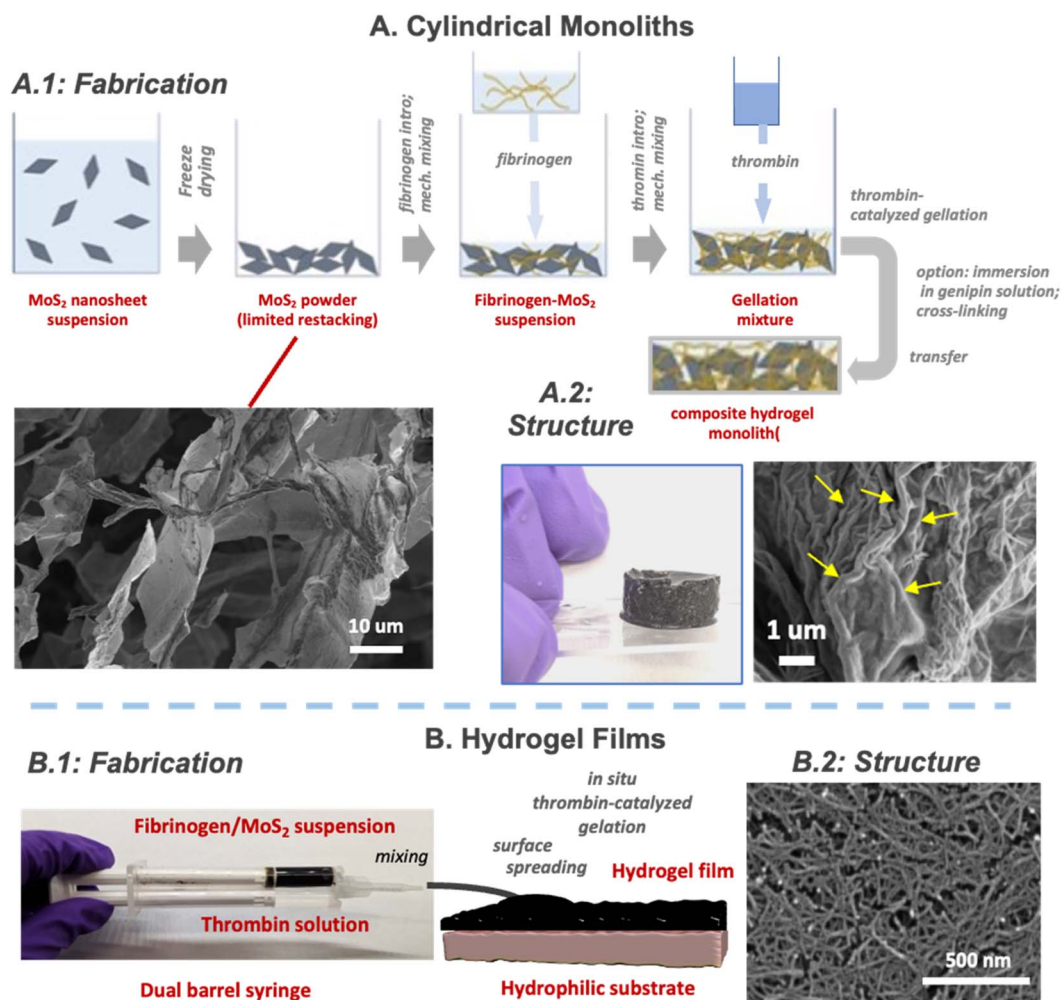 A. Cylindrical Monoliths
A.1: Fabrication
Freeze
drying
fibrinogen intro;
mech. mixing
fibrinogen
thrombin intro;
mech. mixing
thrombin
thrombin-
catalyzed gellation
option: immersion
in genipin solution;
cross-linking
transfer
MoS₂ nanosheet
suspension
MoS₂ powder
(limited restacking)
Fibrinogen-MoS₂
suspension
Gellation
mixture
composite hydrogel
monolith(
A.2:
Structure
10 um
1 um
B. Hydrogel Films
B.1: Fabrication
Fibrinogen/MoS₂ suspension
mixing
Thrombin solution
Dual barrel syringe
in situ
thrombin-catalyzed
gelation
surface
spreading
Hydrogel film
Hydrophilic substrate
B.2: Structure
500 nm